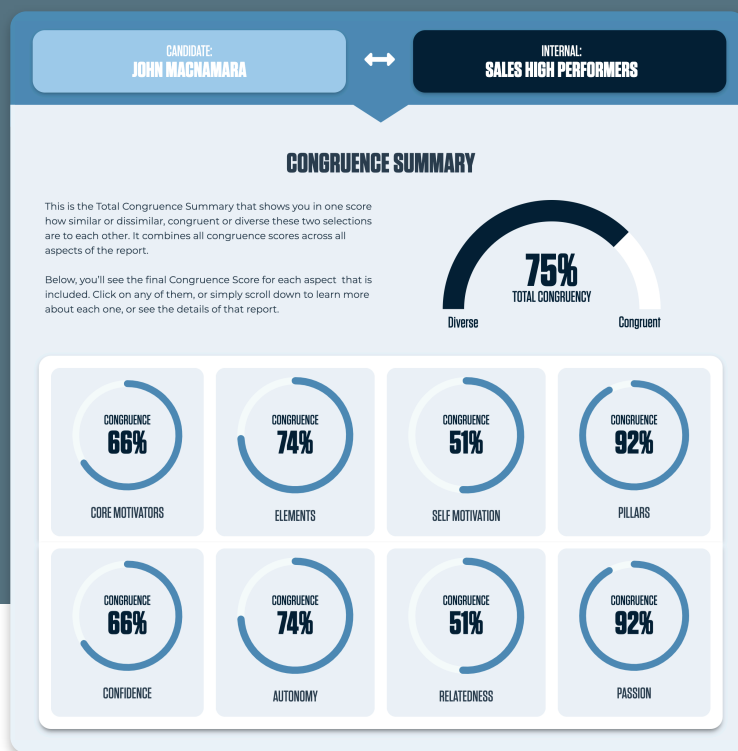 CANDIDATE:
JOHN MACNAMARA
INTERNAL:
SALES HIGH PERFORMERS
CONGRUENCE SUMMARY
This is the Total Congruence Summary that shows you in one score
how similar or dissimilar, congruent or diverse these two selections
are to each other. It combines all congruence scores across all
aspects of the report.
Below, you'll see the final Congruence Score for each aspect that is
included. Click on any of them, or simply scroll down to learn more
about each one, or see the details of that report.
75%
TOTAL CONGRUENCY
Diverse
Congruent
CONGRUENCE
66%
CORE MOTIVATORS
CONGRUENCE
74%
ELEMENTS
CONGRUENCE
51%
SELF MOTIVATION
CONGRUENCE
92%
PILLARS
CONGRUENCE
66%
CONFIDENCE
CONGRUENCE
74%
AUTONOMY
CONGRUENCE
51%
RELATEDNESS
CONGRUENCE
92%
PASSION